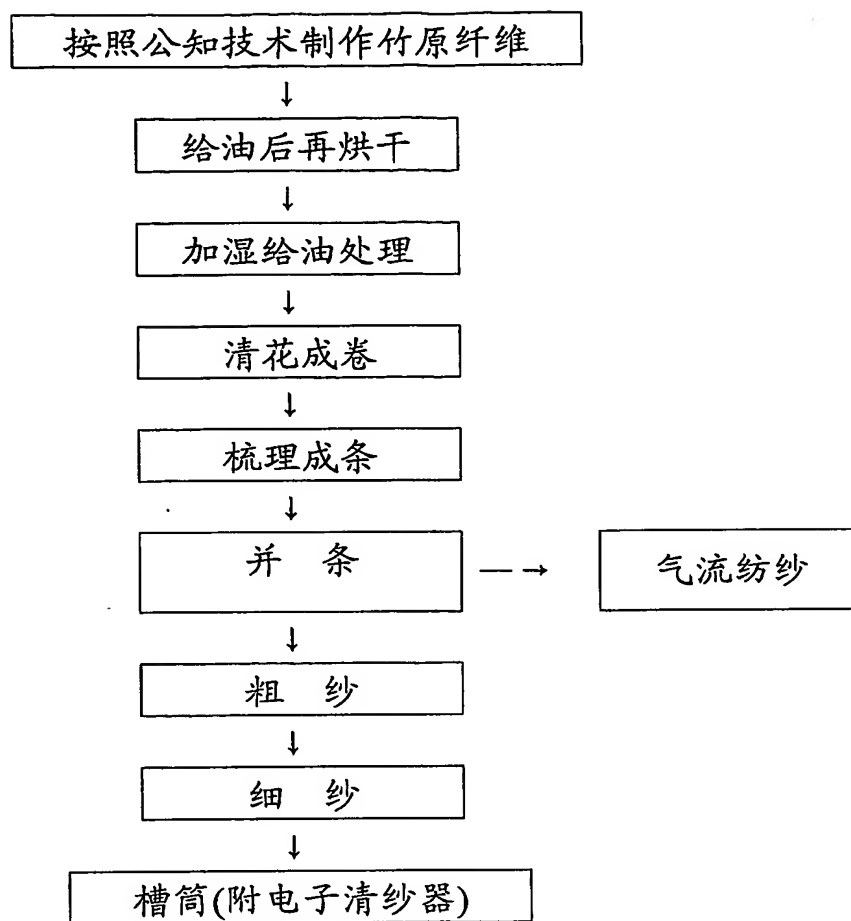 按照公知技术制作竹原纤维
↓
给油后再烘干
↓
加湿给油处理
↓
清花成卷
↓
梳理成条
↓
并 条 —→ 气流纺纱
↓
粗 纱
↓
细 纱
↓
槽筒(附电子清纱器)